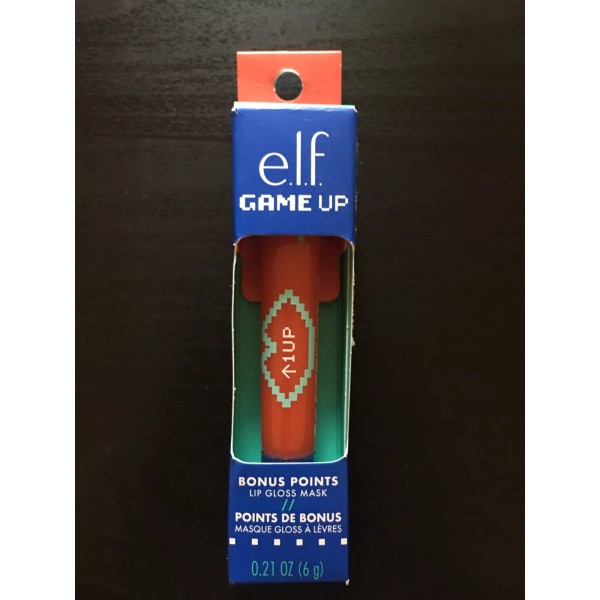 e.l.f.
GAME UP
↑1UP
BONUS POINTS
LIP GLOSS MASK
//
POINTS DE BONUS
MASQUE GLOSS À LÈVRES
0.21 OZ (6 g)